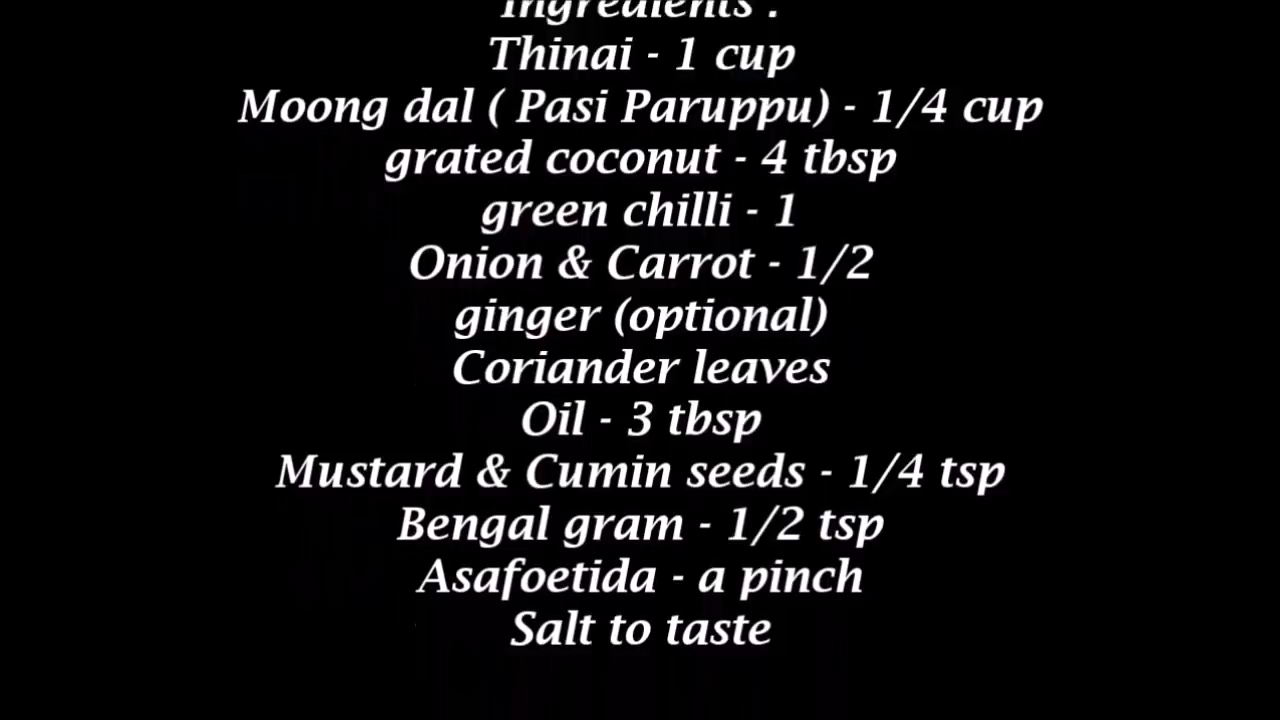 Ingredients :
Thinai - 1 cup
Moong dal ( Pasi Paruppu) - 1/4 cup
grated coconut - 4 tbsp
green chilli - 1
Onion & Carrot - 1/2
ginger (optional)
Coriander leaves
Oil - 3 tbsp
Mustard & Cumin seeds - 1/4 tsp
Bengal gram - 1/2 tsp
Asafoetida - a pinch
Salt to taste